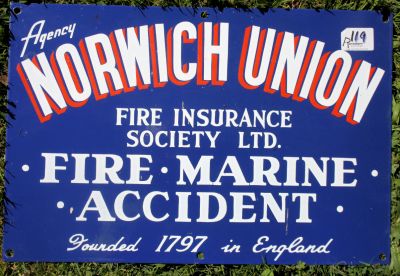 Agency
NORWICH UNION
119
FIRE INSURANCE
SOCIETY LTD.
· FIRE · MARINE ·
· ACCIDENT ·
Founded 1797 in England